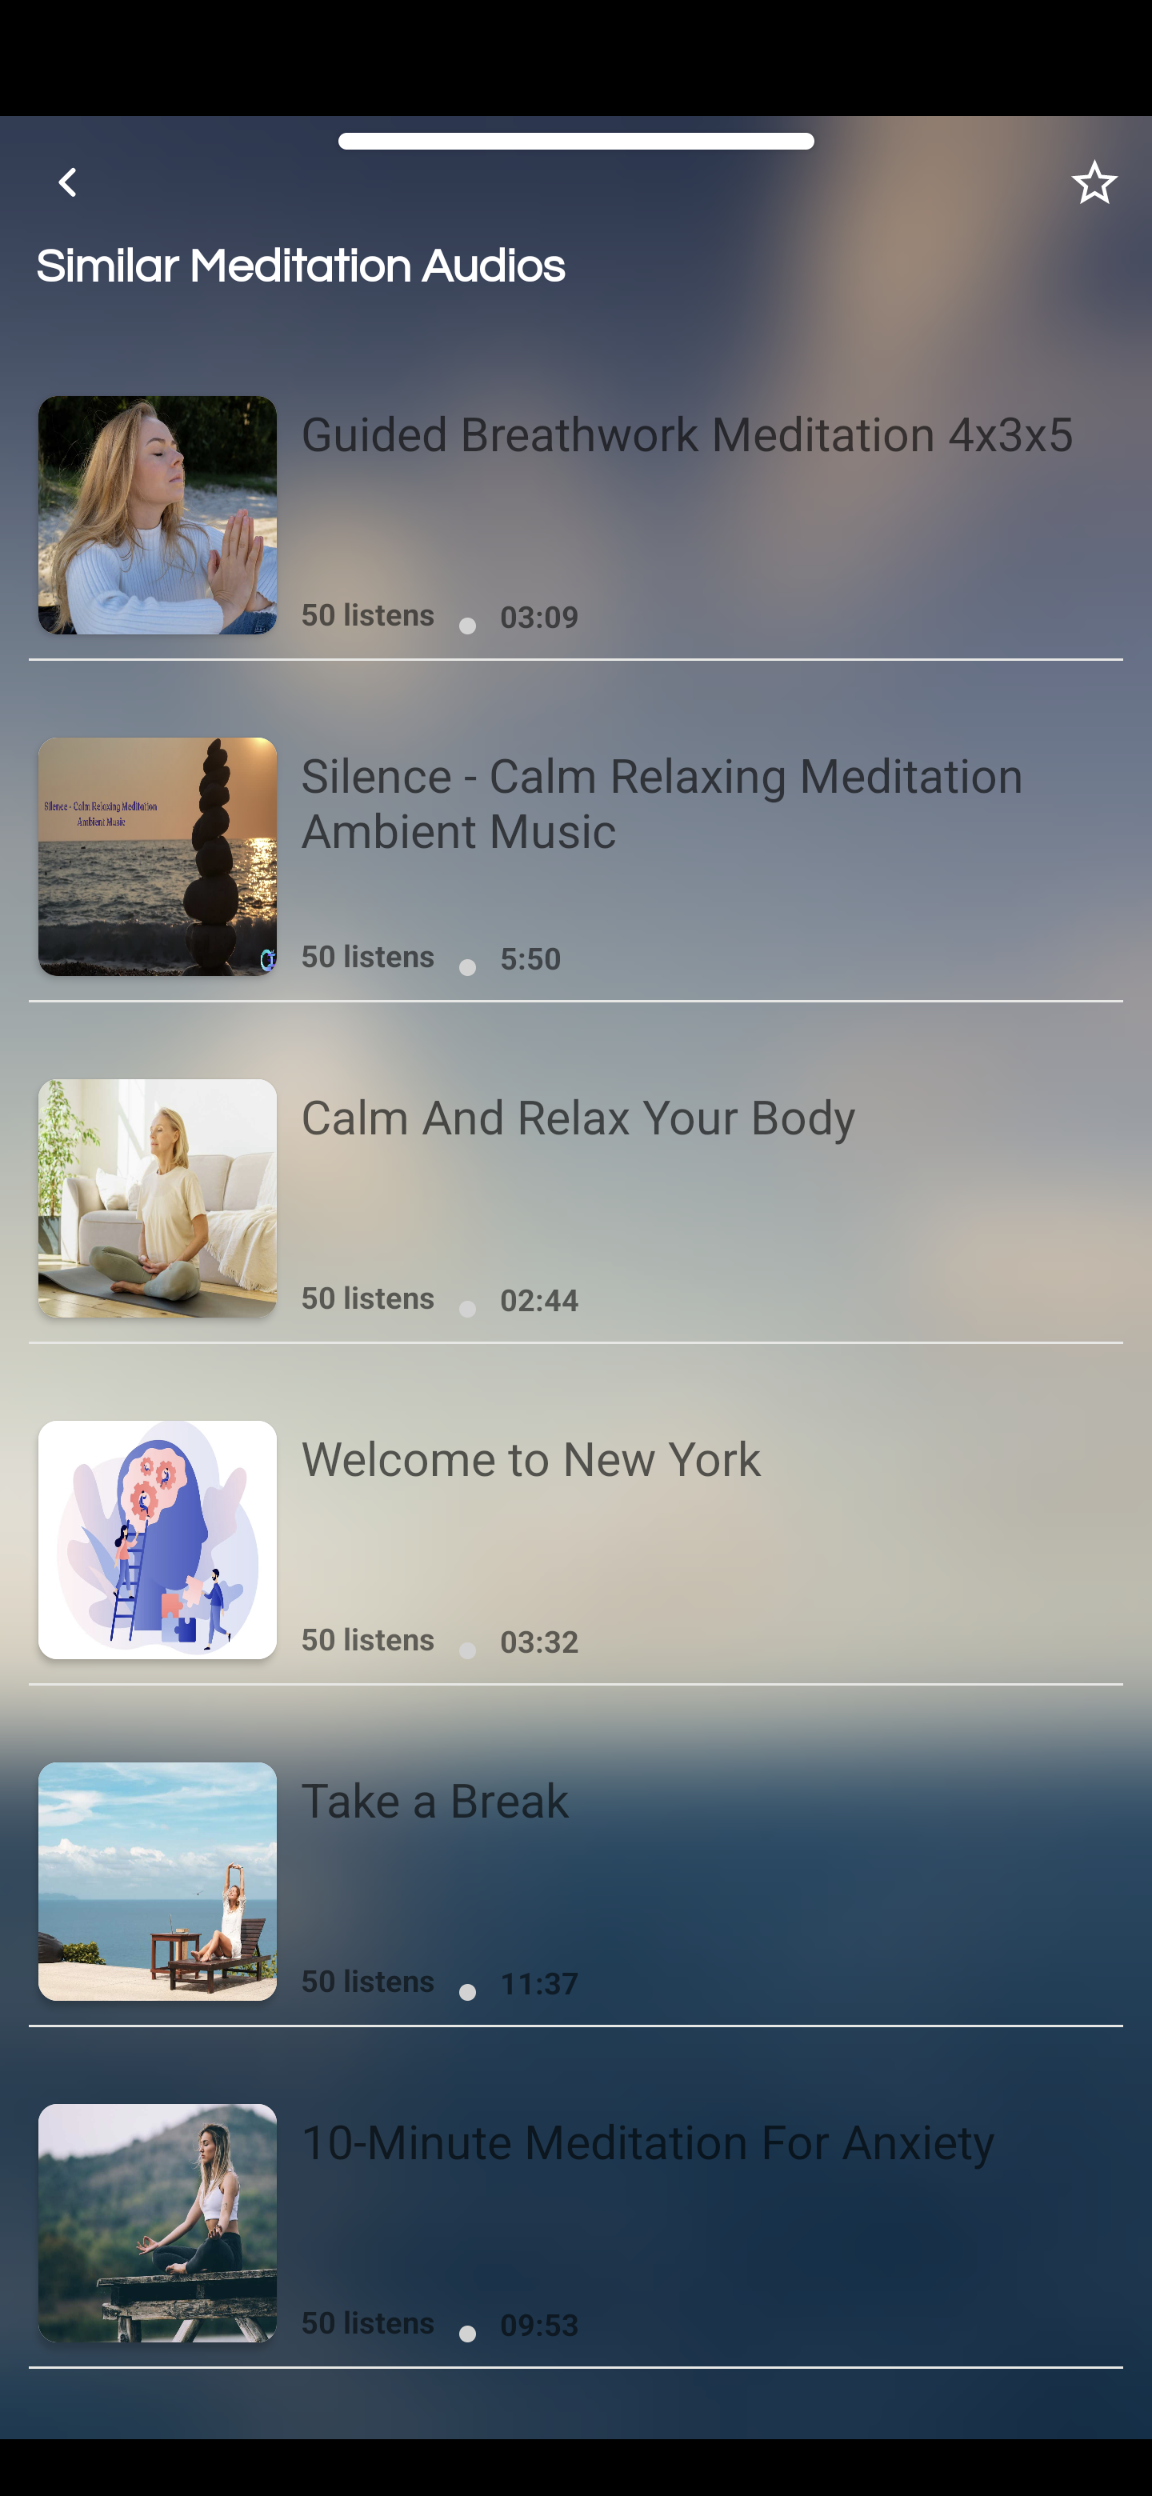 Similar Meditation Audios
Guided Breathwork Meditation 4x3x5
50 listens
03:09
Silence - Calm Relaxing Meditation
Ambient Music
Silence - Calm Relaxing Meditation
Ambient Music
50 listens
5:50
Calm And Relax Your Body
50 listens
02:44
Welcome to New York
50 listens
03:32
Take a Break
50 listens
11:37
10-Minute Meditation For Anxiety
50 listens
09:53